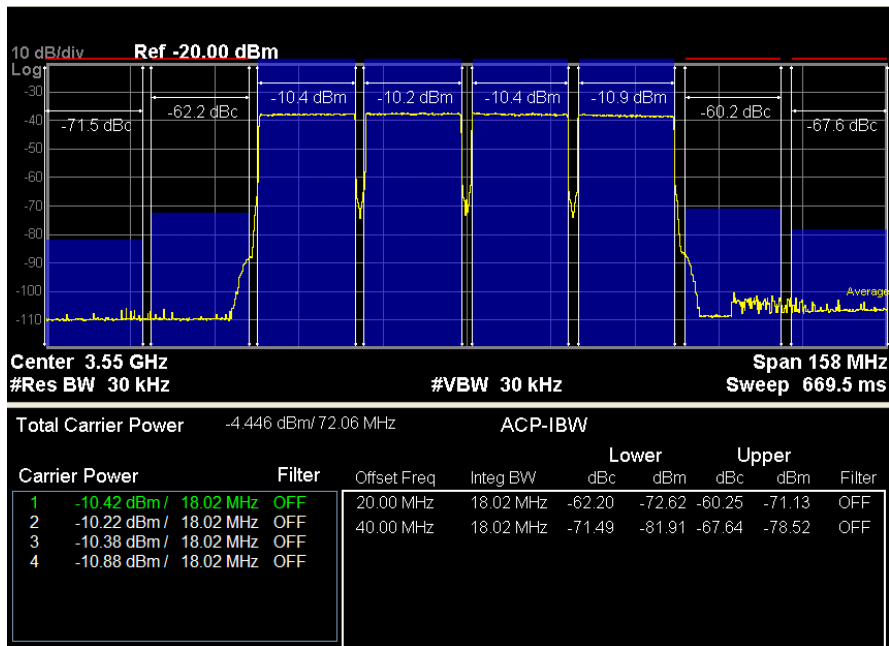 10 dB/div Ref -20.00 dBm
Log
-30
-40
-50
-60
-70
-80
-90
-100
-110
-71.5 dBc
-62.2 dBc
-10.4 dBm
-10.2 dBm
-10.4 dBm
-10.9 dBm
-60.2 dBc
-67.6 dBc
Average
Center 3.55 GHz Span 158 MHz
#Res BW 30 kHz #VBW 30 kHz Sweep 669.5 ms
Total Carrier Power -4.446 dBm/ 72.06 MHz ACP-IBW
Lower Upper
Carrier Power Filter
Offset Freq Integ BW dBc dBm dBc dBm Filter
1 -10.42 dBm / 18.02 MHz OFF
2 -10.22 dBm / 18.02 MHz OFF
3 -10.38 dBm / 18.02 MHz OFF
4 -10.88 dBm / 18.02 MHz OFF
20.00 MHz 18.02 MHz -62.20 -72.62 -60.25 -71.13 OFF
40.00 MHz 18.02 MHz -71.49 -81.91 -67.64 -78.52 OFF